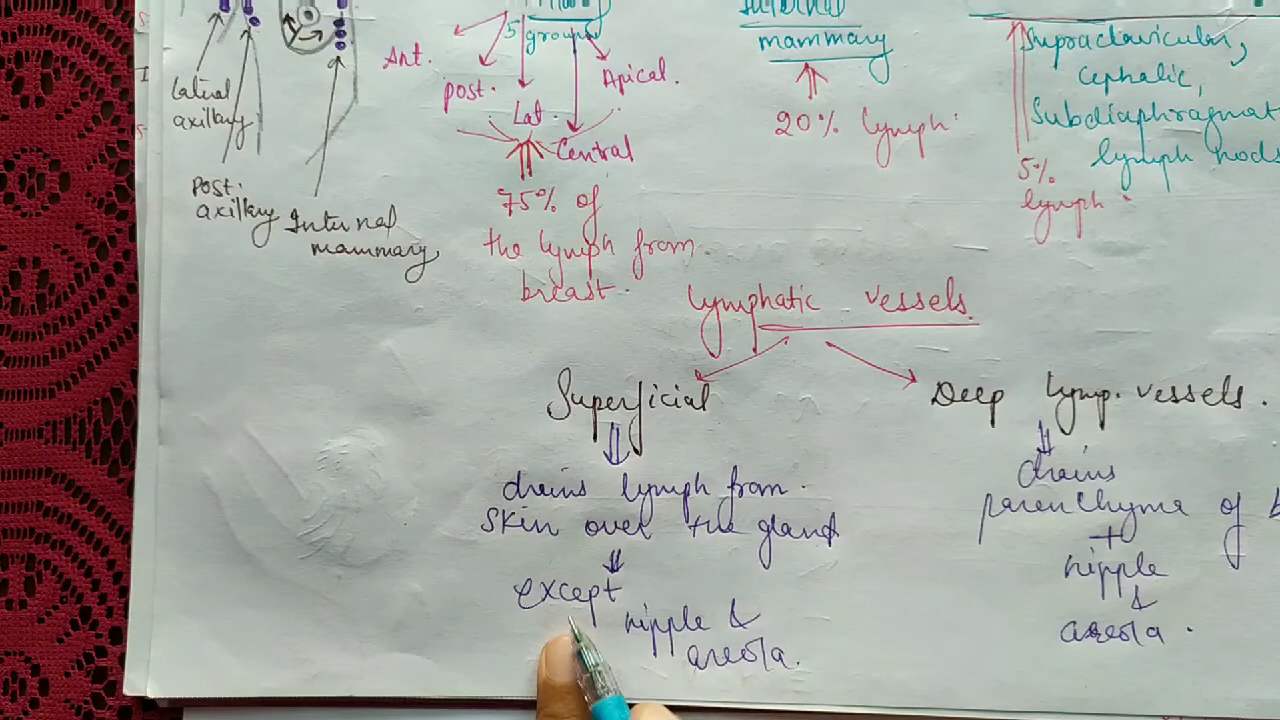 5 groups
Internal
mammary
Ant.
post.
Lat.
Apical.
Central
Lateral
axillary
Post.
axillary
Internal
mammary
75% of
the lymph from
breast.
20% lymph.
Supraclavicular,
Cephalic,
Subdiaphragmat
lymph nods
5%
lymph.
Lymphatic vessels.
Superficial
drains lymph from.
skin over the gland
except
nipple &
areola.
Deep lymp. vessels.
drains
parenchyma of b
+
nipple
&
areola.